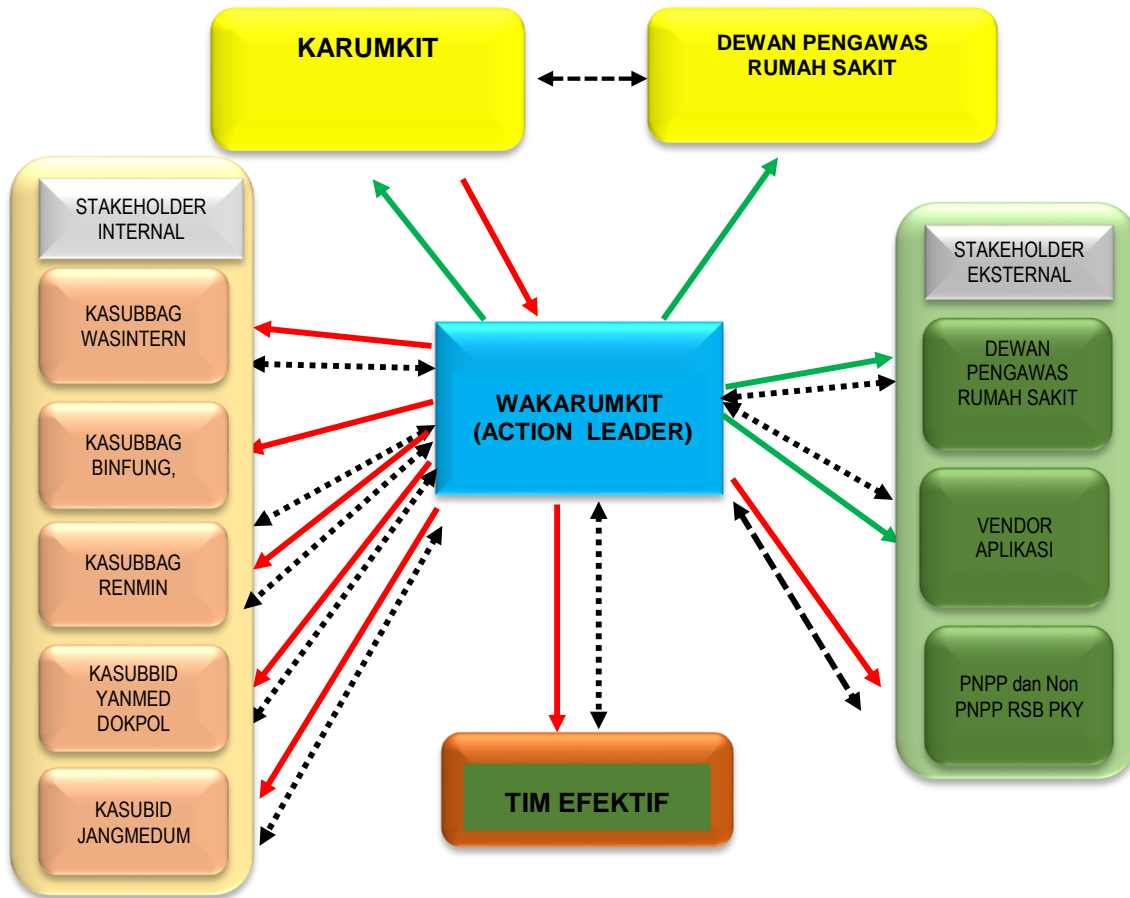 KARUMKIT
DEWAN PENGAWAS
RUMAH SAKIT
STAKEHOLDER
INTERNAL
KASUBBAG
WASINTERN
KASUBBAG
BINFUNG,
KASUBBAG
RENMIN
KASUBBID
YANMED
DOKPOL
KASUBID
JANGMEDUM
WAKARUMKIT
(ACTION LEADER)
TIM EFEKTIF
STAKEHOLDER
EKSTERNAL
DEWAN
PENGAWAS
RUMAH SAKIT
VENDOR
APLIKASI
PNPP dan Non
PNPP RSB PKY